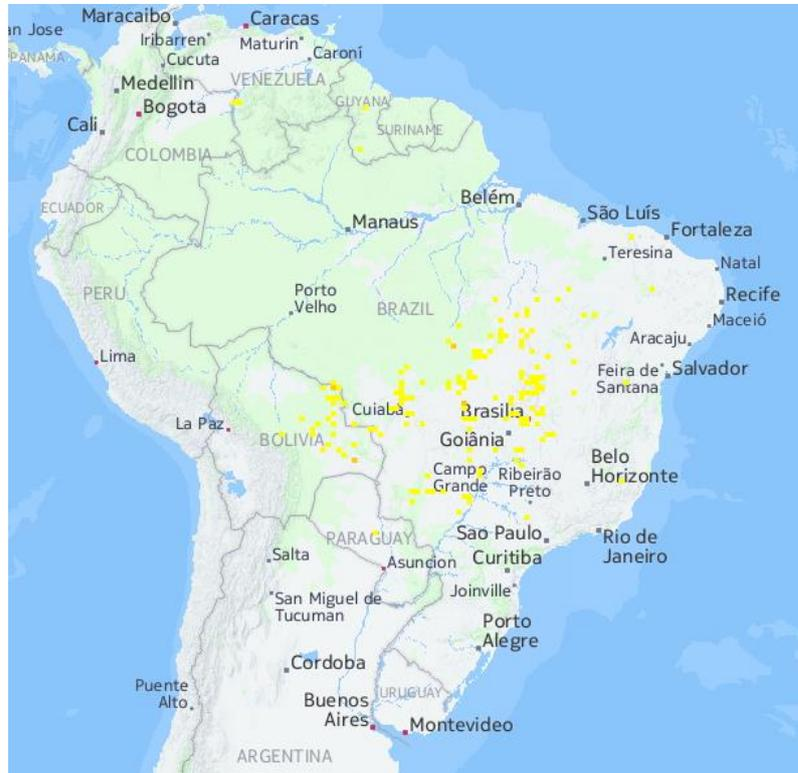 Maracaibo
Caracas
an Jose
Iribarren
Maturin
Caroní
PANAMA
Cucuta
VENEZUELA
Medellin
Bogota
GUYANA
Cali
SURINAME
COLOMBIA
Belém
ECUADOR
São Luís
Manaus
Fortaleza
Teresina
Natal
PERU
Porto
Velho
BRAZIL
Recife
Maceió
Aracaju
Lima
Feira de
Santana
Salvador
Cuiaba
Brasilia
La Paz
BOLIVIA
Goiânia
Belo
Horizonte
Campo
Grande
Ribeirão
Preto
PARAGUAY
Sao Paulo
Rio de
Janeiro
Salta
Asuncion
Curitiba
San Miguel de
Tucuman
Joinville
Porto
Alegre
Cordoba
Puente
Alto
Buenos
Aires
URUGUAY
Montevideo
ARGENTINA